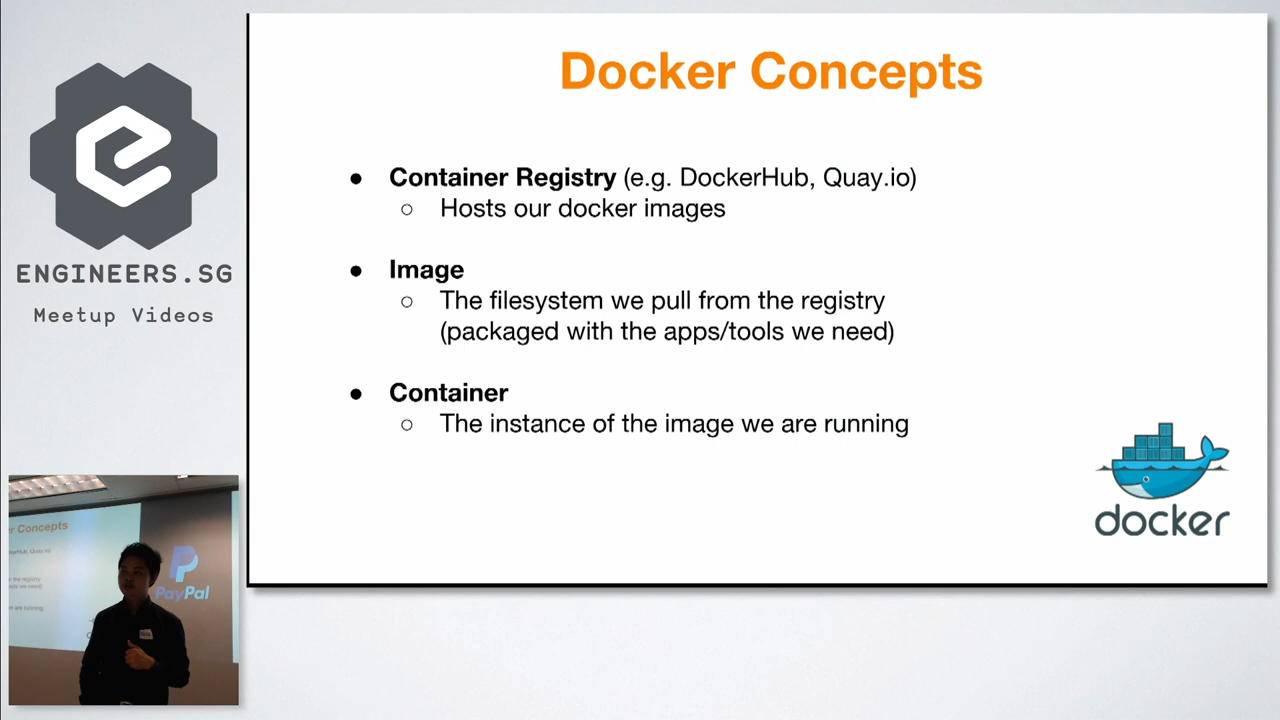 Docker Concepts
● Container Registry (e.g. DockerHub, Quay.io)
○ Hosts our docker images
● Image
○ The filesystem we pull from the registry
(packaged with the apps/tools we need)
● Container
○ The instance of the image we are running
docker
ENGINEERS.SG
Meetup Videos
er Concepts
PayPal